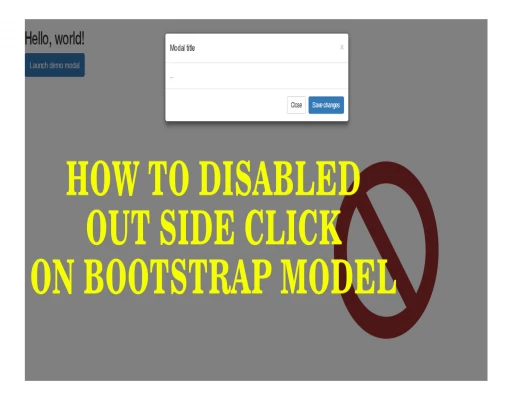 Hello, world!
Launch demo modal
Modal title
x
...
Close
Save changes
HOW TO DISABLED
OUT SIDE CLICK
ON BOOTSTRAP MODEL